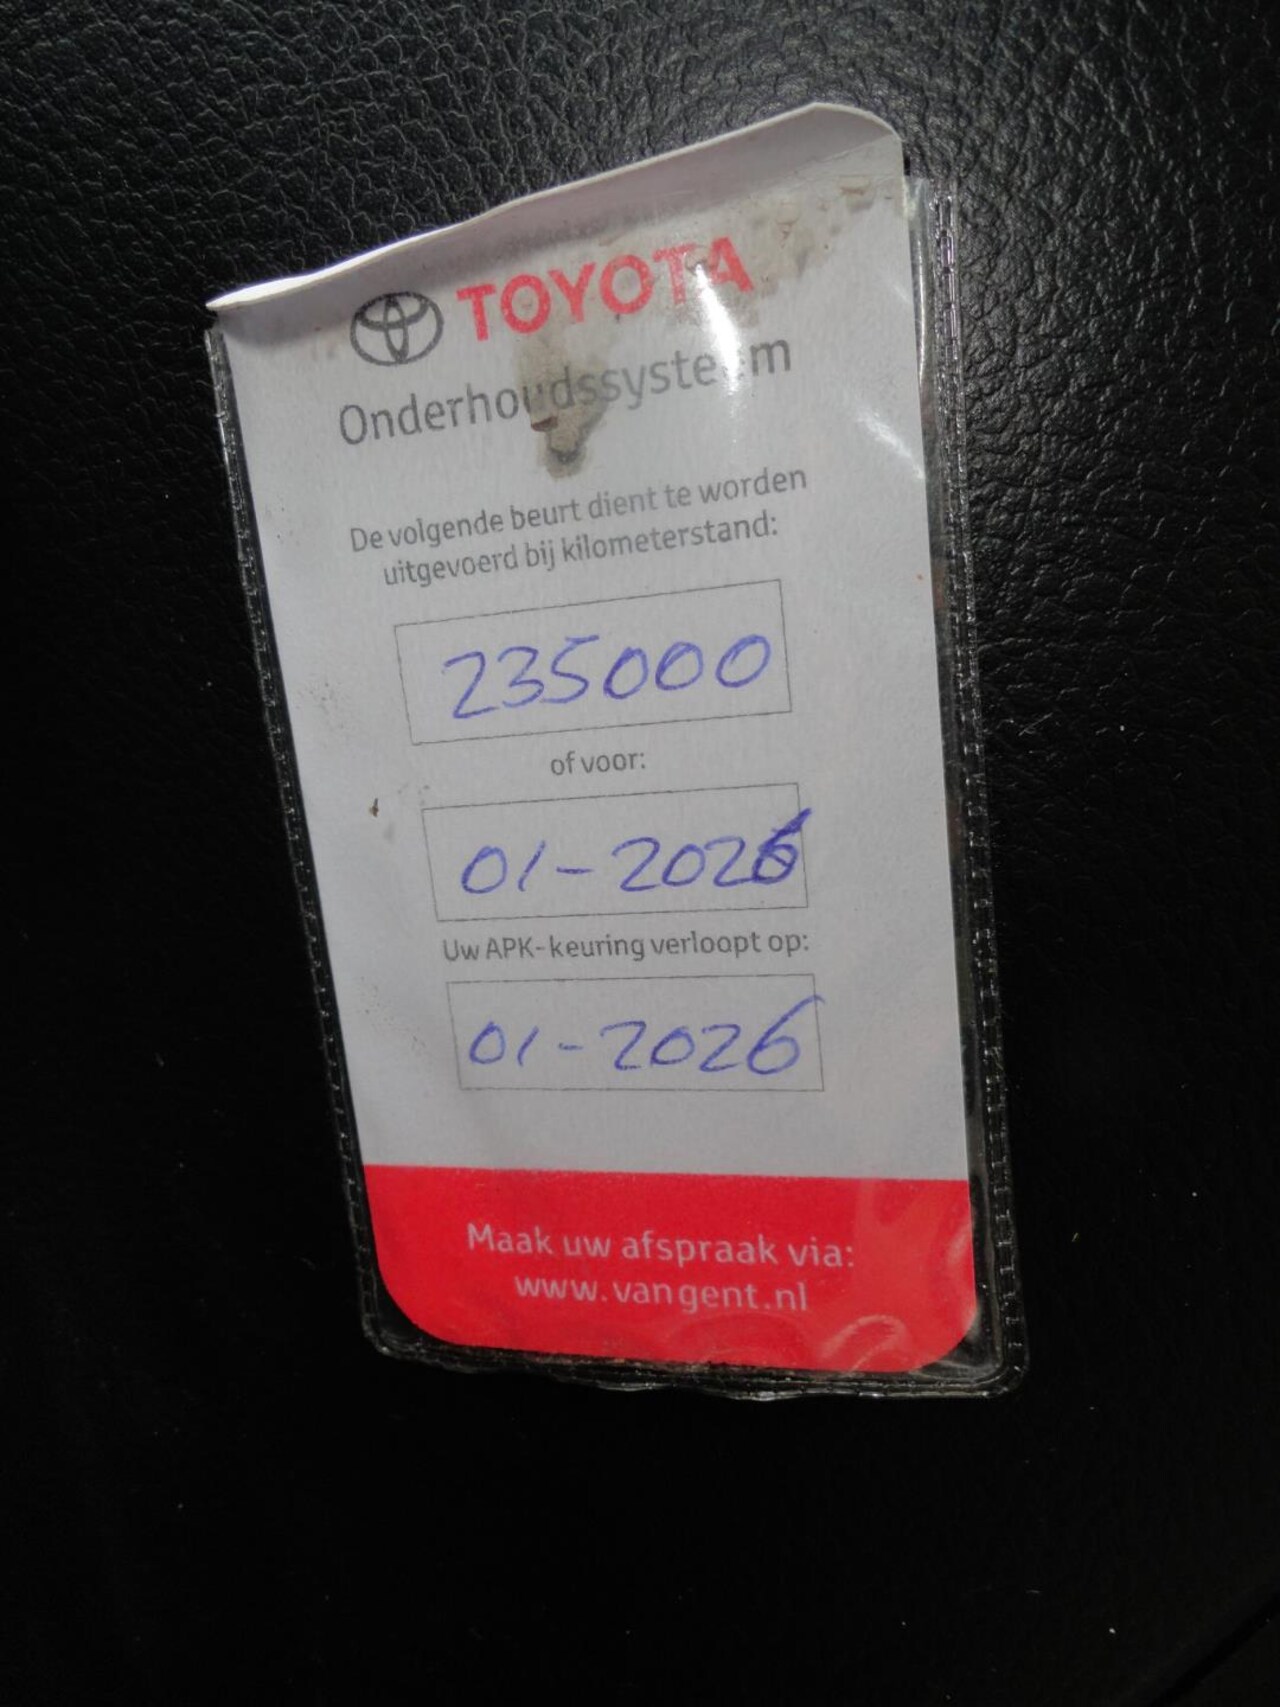 TOYOTA
Onderhoudssysteem
De volgende beurt dient te worden
uitgevoerd bij kilometerstand:
235000
of voor:
01-2026
Uw APK-keuring verloopt op:
01-2026
Maak uw afspraak via:
www.vangent.nl